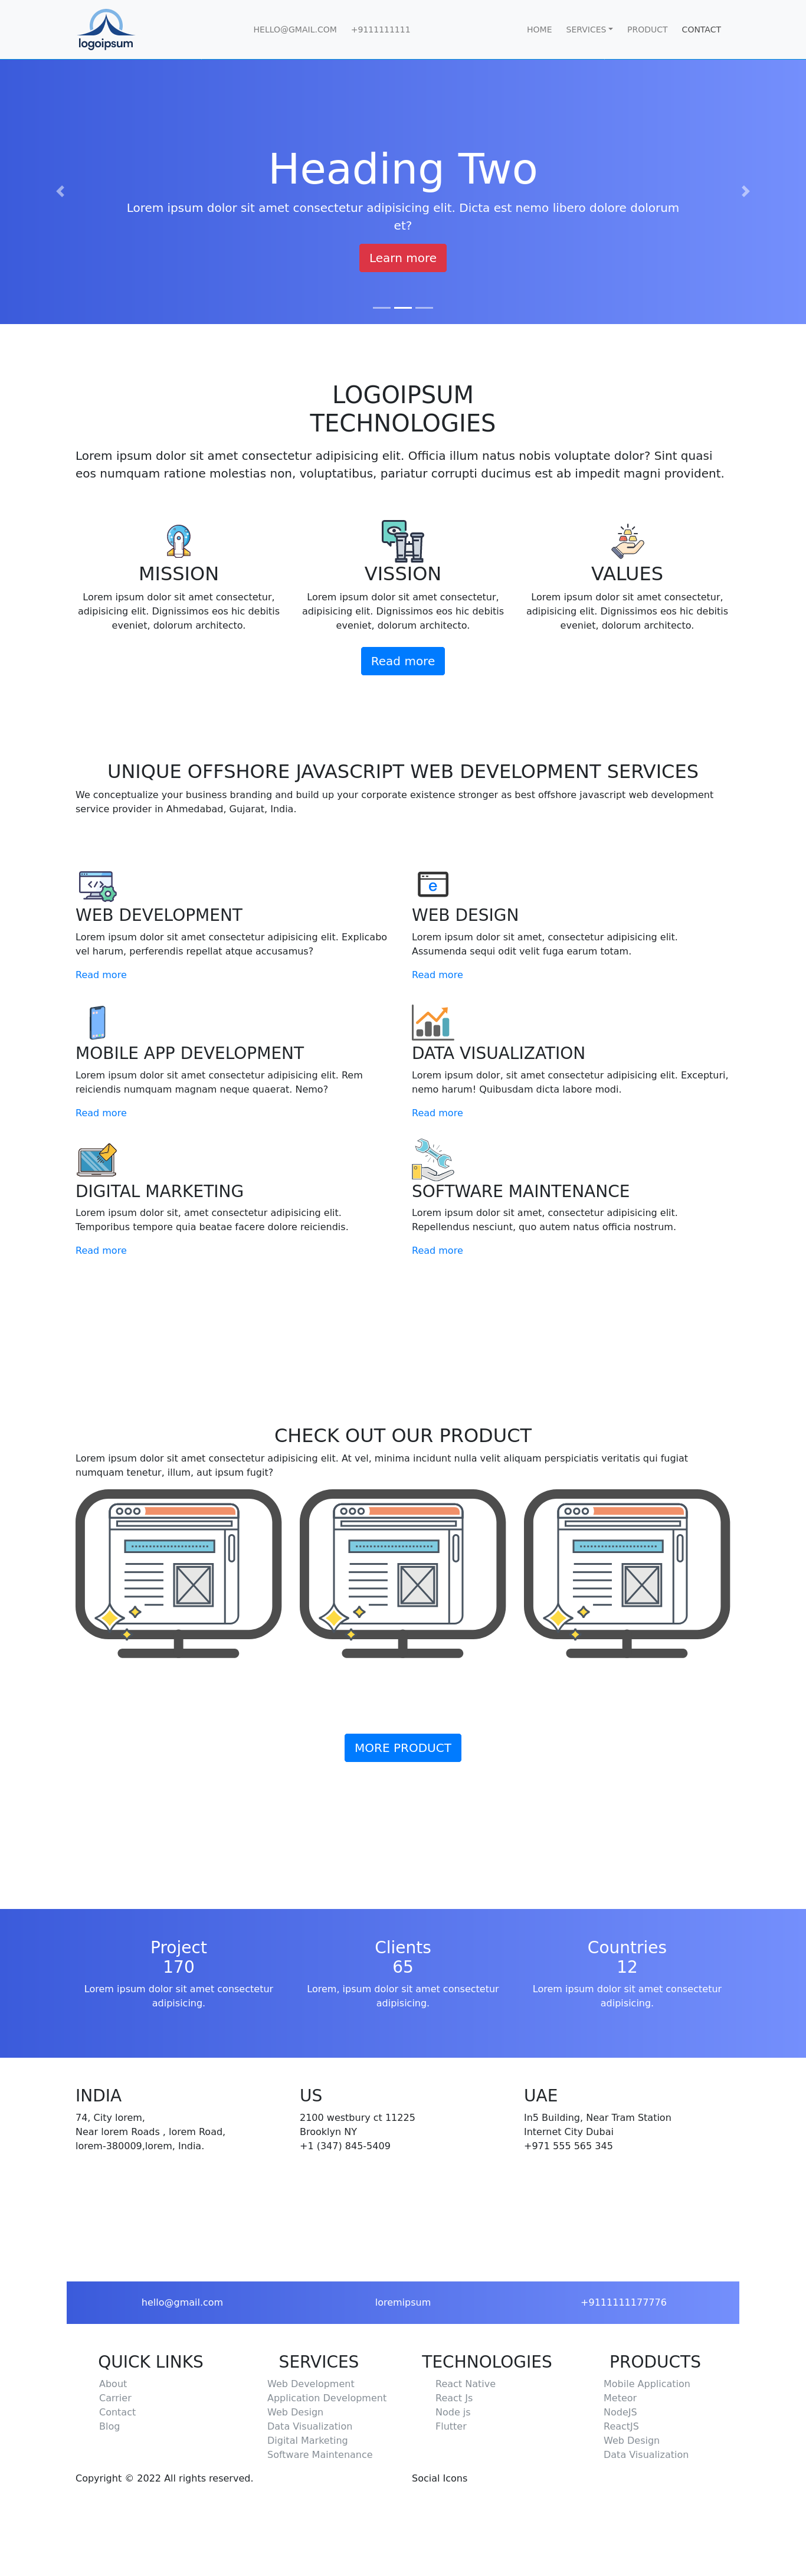 logoipsum
HELLO@GMAIL.COM +9111111111
HOME SERVICES PRODUCT CONTACT
Heading Two
Lorem ipsum dolor sit amet consectetur adipisicing elit. Dicta est nemo libero dolore dolorum
et?
Learn more
LOGOIPSUM
TECHNOLOGIES
Lorem ipsum dolor sit amet consectetur adipisicing elit. Officia illum natus nobis voluptate dolor? Sint quasi
eos numquam ratione molestias non, voluptatibus, pariatur corrupti ducimus est ab impedit magni provident.
MISSION
Lorem ipsum dolor sit amet consectetur,
adipisicing elit. Dignissimos eos hic debitis
eveniet, dolorum architecto.
VISSION
Lorem ipsum dolor sit amet consectetur,
adipisicing elit. Dignissimos eos hic debitis
eveniet, dolorum architecto.
VALUES
Lorem ipsum dolor sit amet consectetur,
adipisicing elit. Dignissimos eos hic debitis
eveniet, dolorum architecto.
Read more
UNIQUE OFFSHORE JAVASCRIPT WEB DEVELOPMENT SERVICES
We conceptualize your business branding and build up your corporate existence stronger as best offshore javascript web development
service provider in Ahmedabad, Gujarat, India.
WEB DEVELOPMENT
Lorem ipsum dolor sit amet consectetur adipisicing elit. Explicabo
vel harum, perferendis repellat atque accusamus?
Read more
WEB DESIGN
Lorem ipsum dolor sit amet, consectetur adipisicing elit.
Assumenda sequi odit velit fuga earum totam.
Read more
MOBILE APP DEVELOPMENT
Lorem ipsum dolor sit amet consectetur adipisicing elit. Rem
reiciendis numquam magnam neque quaerat. Nemo?
Read more
DATA VISUALIZATION
Lorem ipsum dolor, sit amet consectetur adipisicing elit. Excepturi,
nemo harum! Quibusdam dicta labore modi.
Read more
DIGITAL MARKETING
Lorem ipsum dolor sit, amet consectetur adipisicing elit.
Temporibus tempore quia beatae facere dolore reiciendis.
Read more
SOFTWARE MAINTENANCE
Lorem ipsum dolor sit amet, consectetur adipisicing elit.
Repellendus nesciunt, quo autem natus officia nostrum.
Read more
CHECK OUT OUR PRODUCT
Lorem ipsum dolor sit amet consectetur adipisicing elit. At vel, minima incidunt nulla velit aliquam perspiciatis veritatis qui fugiat
numquam tenetur, illum, aut ipsum fugit?
MORE PRODUCT
Project
170
Lorem ipsum dolor sit amet consectetur
adipisicing.
Clients
65
Lorem, ipsum dolor sit amet consectetur
adipisicing.
Countries
12
Lorem ipsum dolor sit amet consectetur
adipisicing.
INDIA
74, City lorem,
Near lorem Roads , lorem Road,
lorem-380009,lorem, India.
US
2100 westbury ct 11225
Brooklyn NY
+1 (347) 845-5409
UAE
In5 Building, Near Tram Station
Internet City Dubai
+971 555 565 345
hello@gmail.com
loremipsum
+9111111177776
QUICK LINKS
About
Carrier
Contact
Blog
SERVICES
Web Development
Application Development
Web Design
Data Visualization
Digital Marketing
Software Maintenance
TECHNOLOGIES
React Native
React Js
Node js
Flutter
PRODUCTS
Mobile Application
Meteor
NodeJS
ReactJS
Web Design
Data Visualization
Copyright © 2022 All rights reserved.
Social Icons